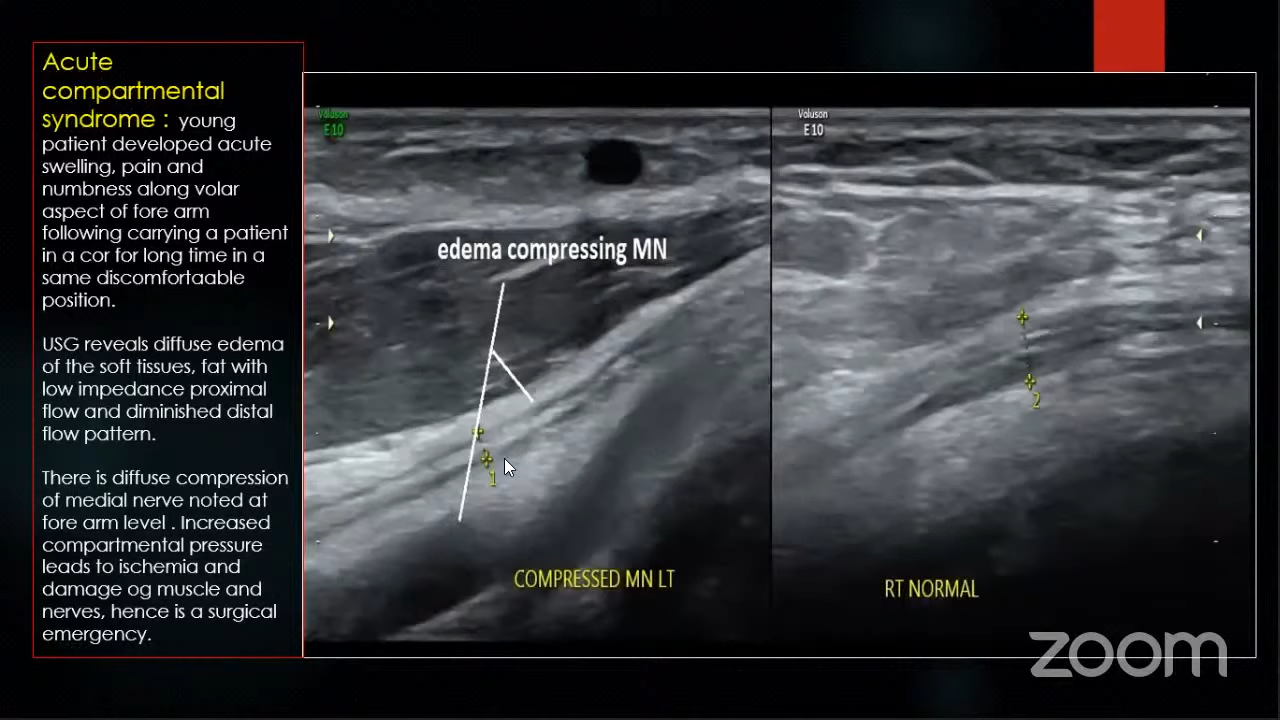 Acute
compartmental
syndrome : young
patient developed acute
swelling, pain and
numbness along volar
aspect of fore arm
following carrying a patient
in a cor for long time in a
same discomfortaable
position.
USG reveals diffuse edema
of the soft tissues, fat with
low impedance proximal
flow and diminished distal
flow pattern.
There is diffuse compression
of medial nerve noted at
fore arm level . Increased
compartmental pressure
leads to ischemia and
damage og muscle and
nerves, hence is a surgical
emergency.
Voluson
E10
edema compressing MN
1
COMPRESSED MN LT
Voluson
E10
2
RT NORMAL
zoom